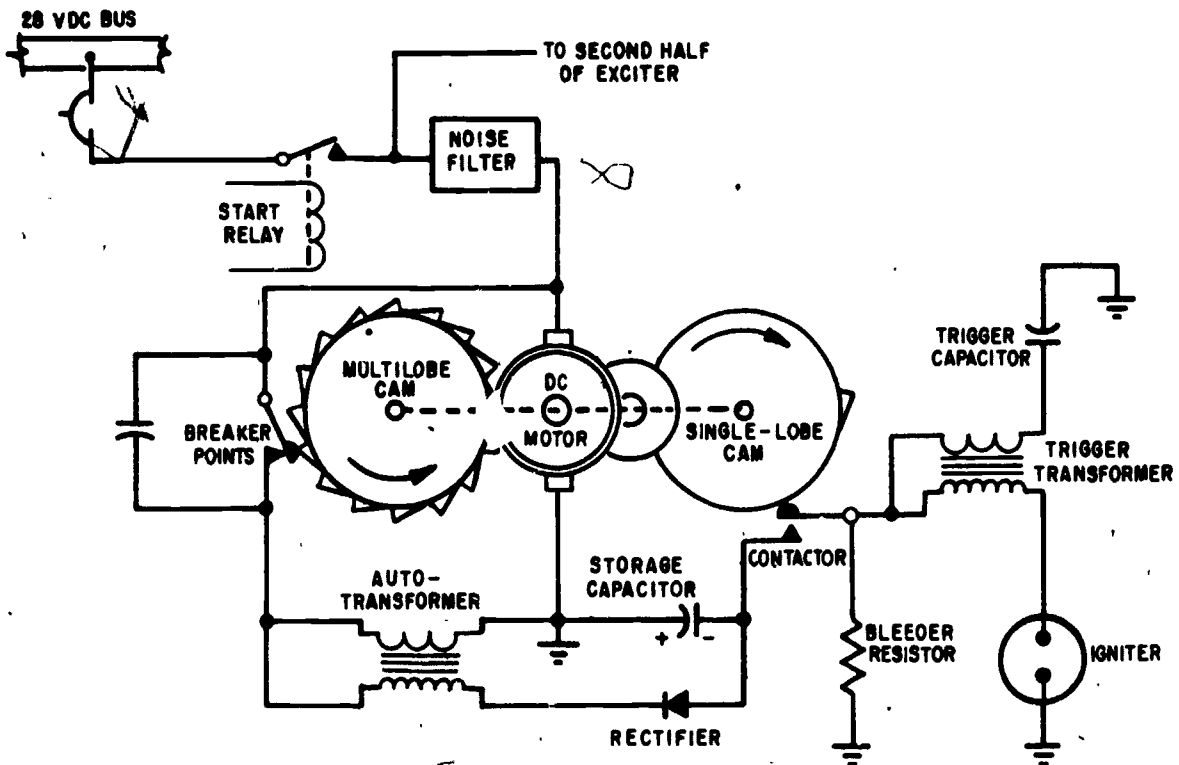 28 VDC BUS
TO SECOND HALF
OF EXCITER
NOISE
FILTER
START
RELAY
MULTILOBE
CAM
DC
MOTOR
SINGLE-LOBE
CAM
BREAKER
POINTS
TRIGGER
CAPACITOR
TRIGGER
TRANSFORMER
CONTACTOR
AUTO-
TRANSFORMER
STORAGE
CAPACITOR
+ -
BLEEDER
RESISTOR
IGNITER
RECTIFIER